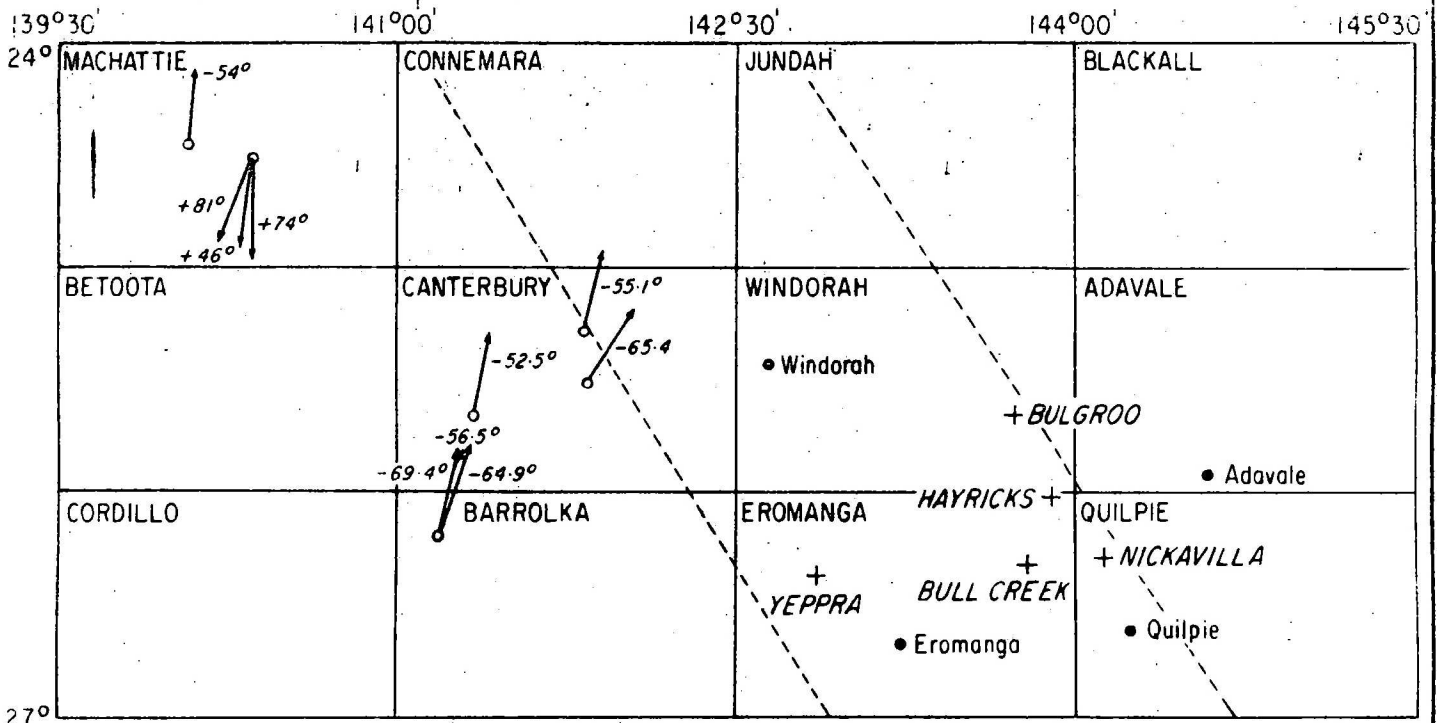 139°30' 141°00' 142°30' 144°00' 145°30'
24° MACHATTIE CONNEMARA JUNDAH BLACKALL
-54°
+81°
+74°
+46°
BETOOTA CANTERBURY WINDORAH ADAVALE
-55·1°
-65·4
-52·5°
Windorah
+ BULGROO
-56·5°
-69·4° -64·9°
Adavale
HAYRICKS +
CORDILLO BARROLKA EROMANGA QUILPIE
+ NICKAVILLA
BULL CREEK
YEPPRA
Quilpie
Eromanga
27°